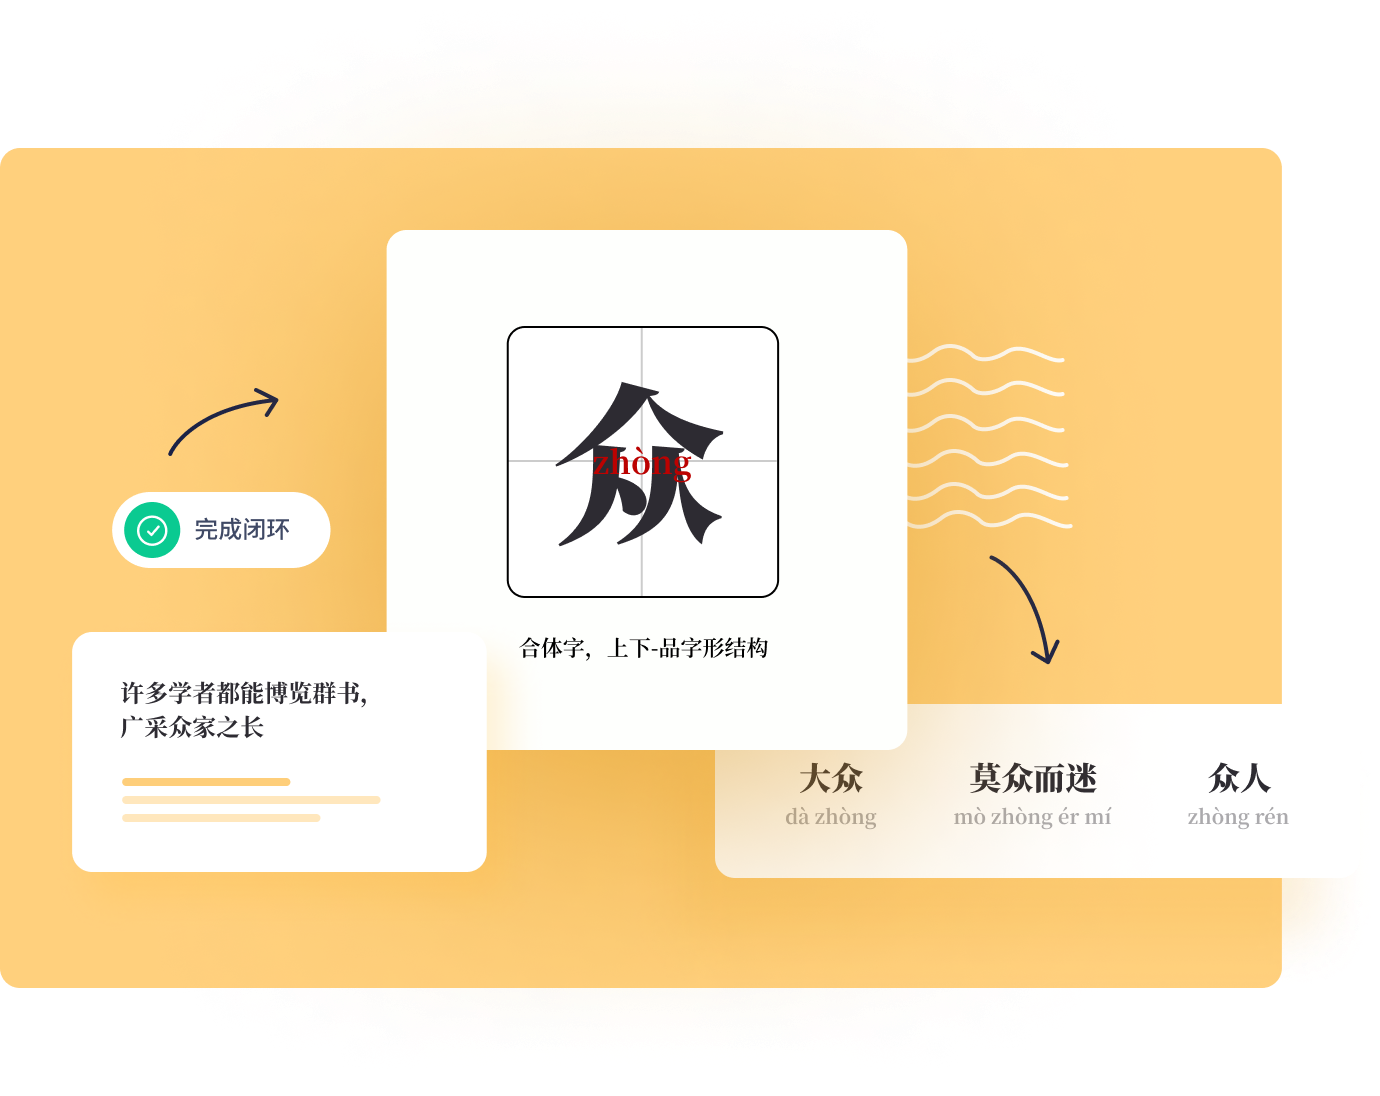 众
zhòng
合体字，上下-品字形结构
完成闭环
许多学者都能博览群书，
广采众家之长
大众 莫众而迷 众人
dà zhòng mò zhòng ér mí zhòng rén